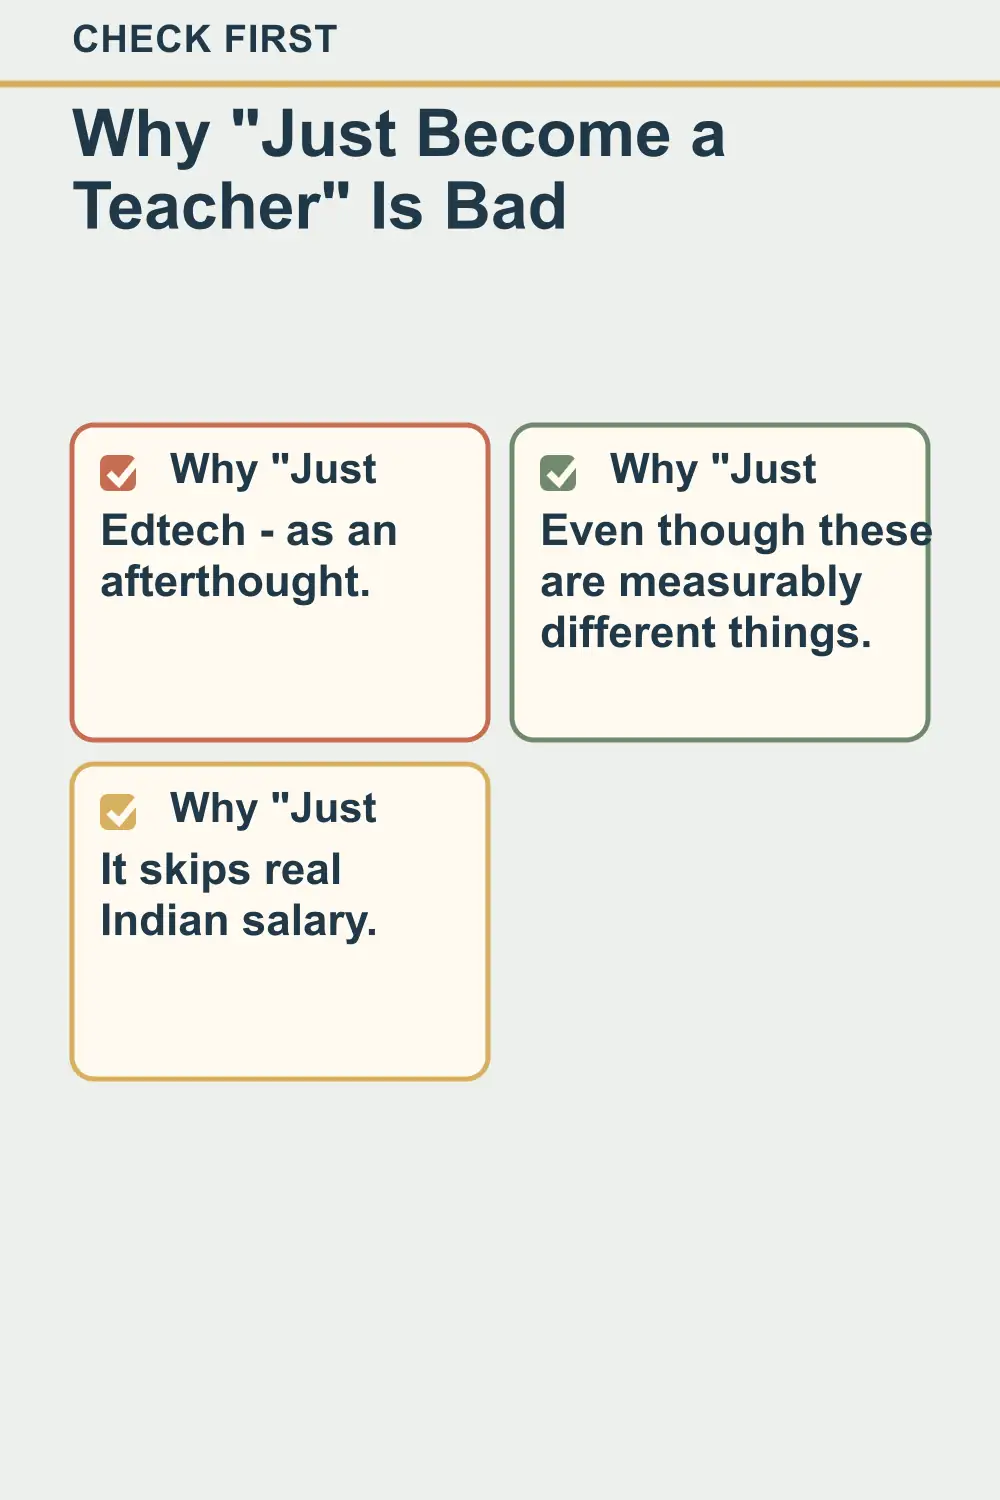 CHECK FIRST
Why "Just Become a
Teacher" Is Bad
Why "Just
Edtech - as an
afterthought.
Why "Just
Even though these
are measurably
different things.
Why "Just
It skips real
Indian salary.